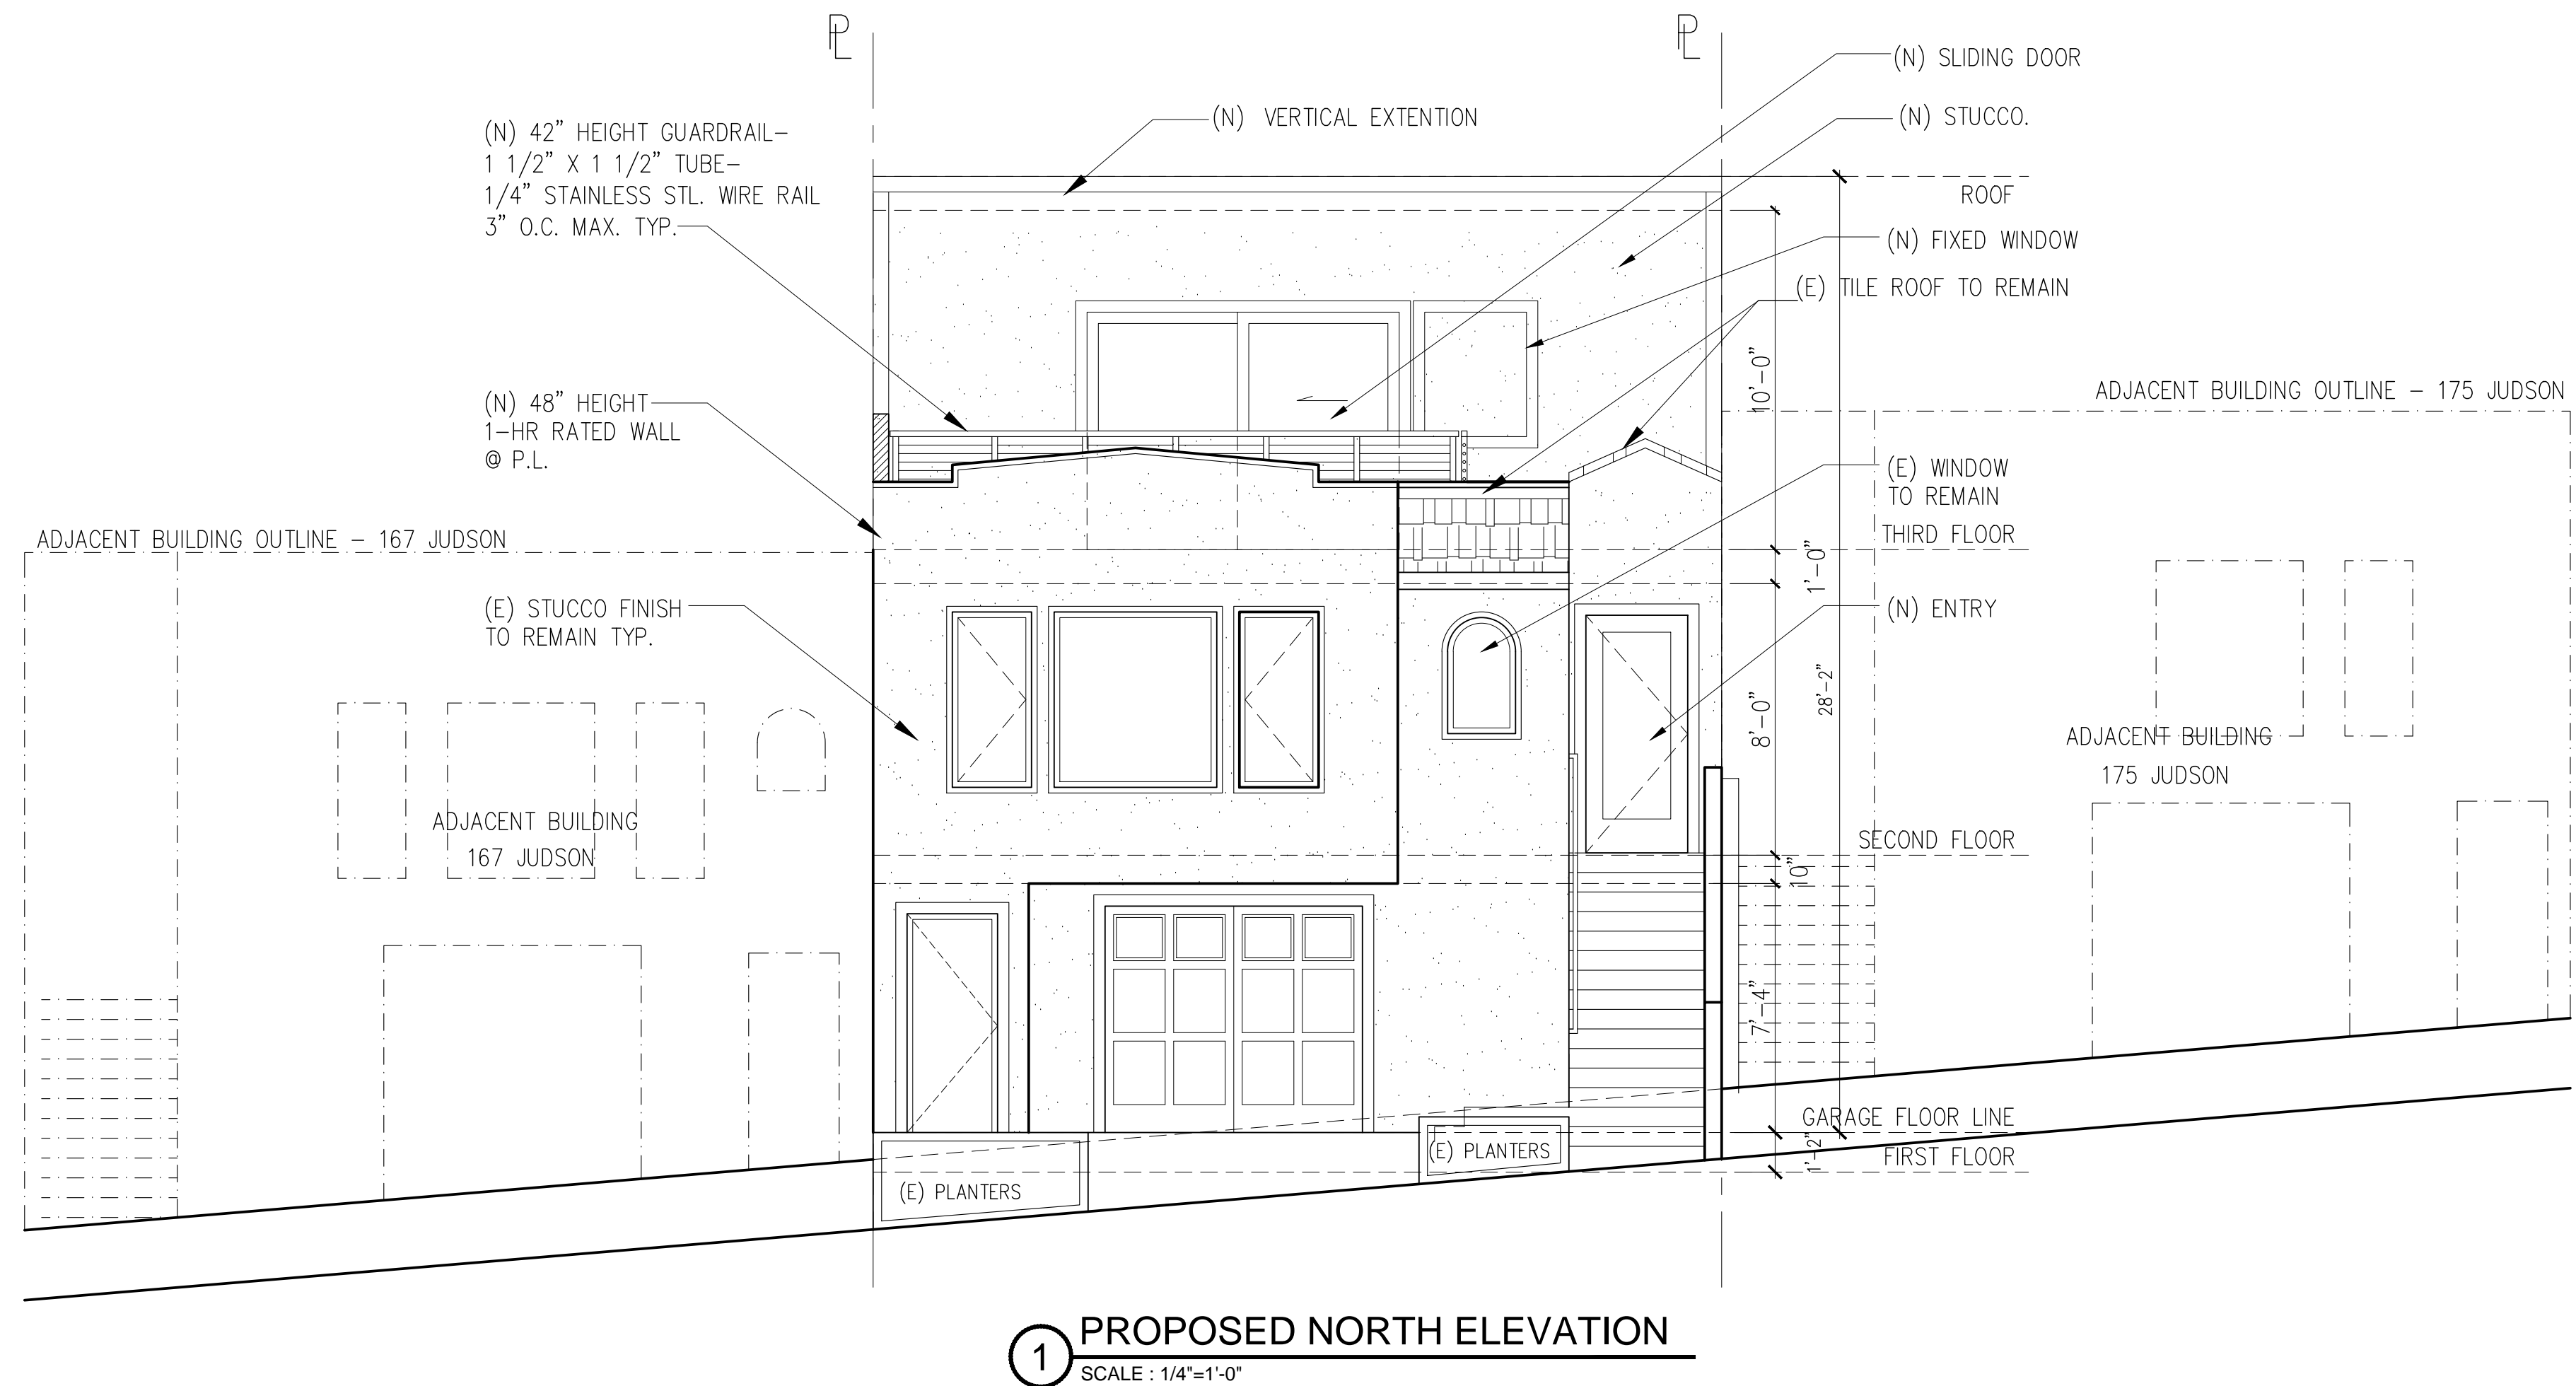 PL
PL
(N) SLIDING DOOR
(N) VERTICAL EXTENTION
(N) STUCCO.
(N) 42” HEIGHT GUARDRAIL–
1 1/2” X 1 1/2” TUBE–
1/4” STAINLESS STL. WIRE RAIL
3” O.C. MAX. TYP.
ROOF
(N) FIXED WINDOW
(E) TILE ROOF TO REMAIN
10’–0”
ADJACENT BUILDING OUTLINE – 175 JUDSON
(N) 48” HEIGHT
1–HR RATED WALL
@ P.L.
(E) WINDOW
TO REMAIN
THIRD FLOOR
ADJACENT BUILDING OUTLINE – 167 JUDSON
1’–0”
(E) STUCCO FINISH
TO REMAIN TYP.
(N) ENTRY
8’–0”
28’–2”
ADJACENT BUILDING
175 JUDSON
ADJACENT BUILDING
167 JUDSON
SECOND FLOOR
10”
7’–4”
GARAGE FLOOR LINE
1’–2”
FIRST FLOOR
(E) PLANTERS
(E) PLANTERS
1
PROPOSED NORTH ELEVATION
SCALE : 1/4"=1'-0"